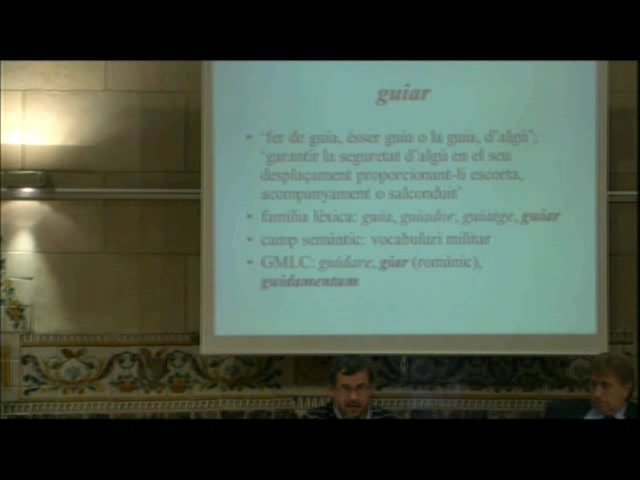 guiar
• 'fer de guia, ésser guia o la guia, d'algú';
'garantir la seguretat d'algú en el seu
desplaçament proporcionant-li escorta,
acompanyament o salconduit'
• família lèxica: guia, guiador, guiatge, guiar
• camp semàntic: vocabulari militar
• GMLC: guidare, giar (romànic),
guidamentum